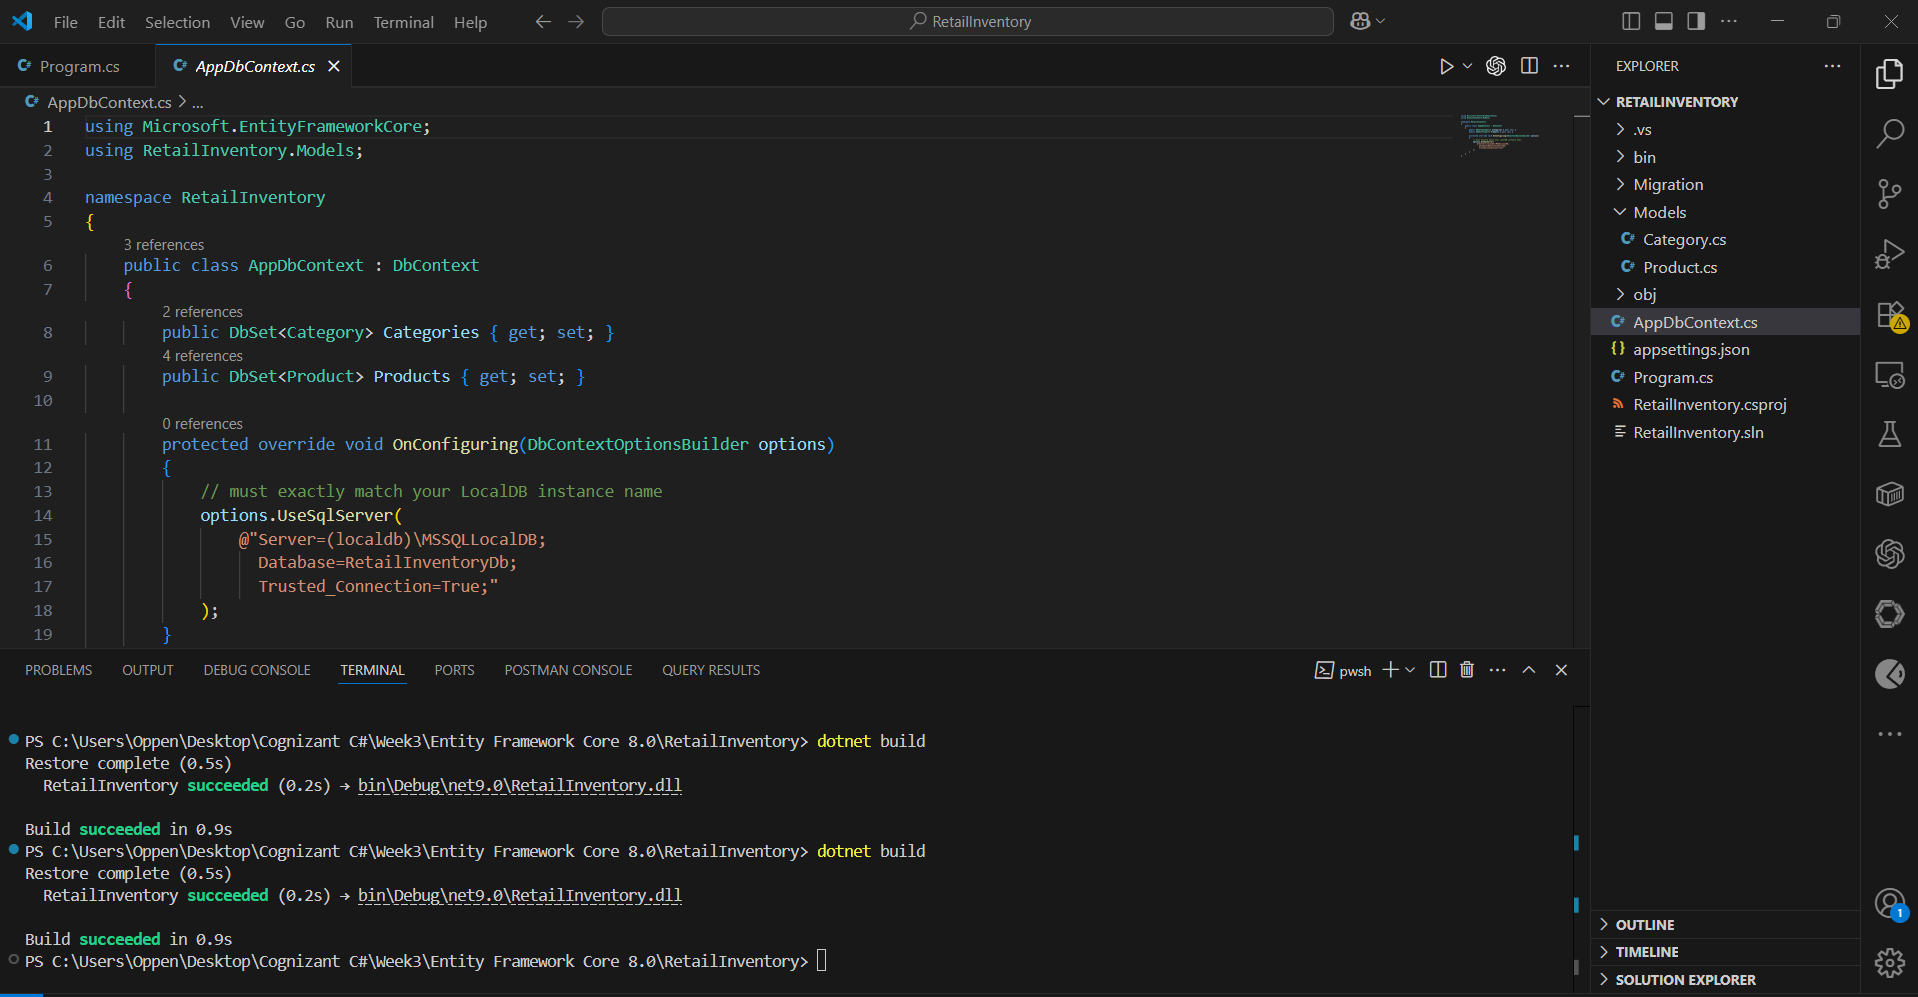 File Edit Selection View Go Run Terminal Help
RetailInventory
Program.cs
AppDbContext.cs
AppDbContext.cs > ...
1 using Microsoft.EntityFrameworkCore;
2 using RetailInventory.Models;
3
4 namespace RetailInventory
5 {
3 references
6 public class AppDbContext : DbContext
7 {
2 references
8 public DbSet<Category> Categories { get; set; }
4 references
9 public DbSet<Product> Products { get; set; }
10
0 references
11 protected override void OnConfiguring(DbContextOptionsBuilder options)
12 {
13 // must exactly match your LocalDB instance name
14 options.UseSqlServer(
15 @"Server=(localdb)\MSSQLLocalDB;
16 Database=RetailInventoryDb;
17 Trusted_Connection=True;"
18 );
19 }
PROBLEMS OUTPUT DEBUG CONSOLE TERMINAL PORTS POSTMAN CONSOLE QUERY RESULTS
pwsh
PS C:\Users\Oppen\Desktop\Cognizant C#\Week3\Entity Framework Core 8.0\RetailInventory> dotnet build
Restore complete (0.5s)
RetailInventory succeeded (0.2s) → bin\Debug\net9.0\RetailInventory.dll
Build succeeded in 0.9s
PS C:\Users\Oppen\Desktop\Cognizant C#\Week3\Entity Framework Core 8.0\RetailInventory> dotnet build
Restore complete (0.5s)
RetailInventory succeeded (0.2s) → bin\Debug\net9.0\RetailInventory.dll
Build succeeded in 0.9s
PS C:\Users\Oppen\Desktop\Cognizant C#\Week3\Entity Framework Core 8.0\RetailInventory>
EXPLORER
RETAILINVENTORY
.vs
bin
Migration
Models
Category.cs
Product.cs
obj
AppDbContext.cs
appsettings.json
Program.cs
RetailInventory.csproj
RetailInventory.sln
OUTLINE
TIMELINE
SOLUTION EXPLORER
1